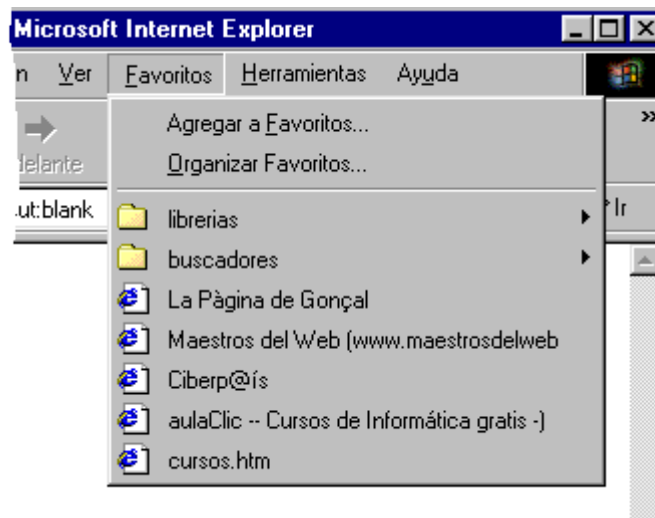 Microsoft Internet Explorer
n Ver Favoritos Herramientas Ayuda
Agregar a Favoritos...
»
delante
Organizar Favoritos...
ut:blank
Ir
librerias
buscadores
La Pàgina de Gonçal
Maestros del Web (www.maestrosdelweb
Ciberp@ís
aulaClic -- Cursos de Informática gratis -)
cursos.htm